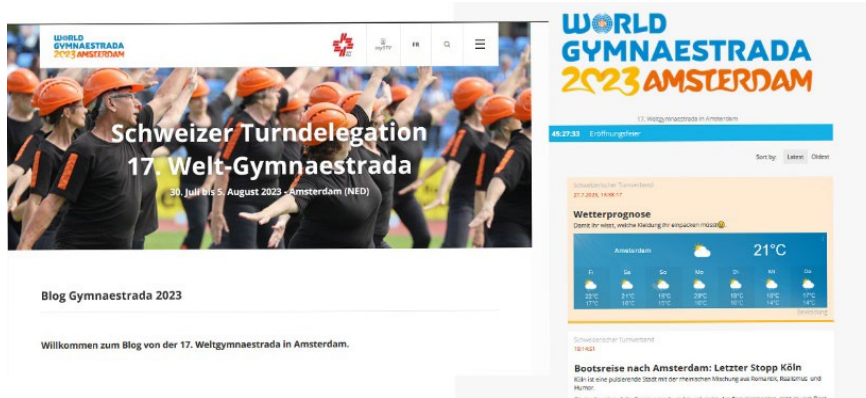 WORLD
GYMNAESTRADA
2023 AMSTERDAM
mySTV
FR
Schweizer Turndelegation
17. Welt-Gymnaestrada
30. Juli bis 5. August 2023 - Amsterdam (NED)
Blog Gymnaestrada 2023
Willkommen zum Blog von der 17. Weltgymnaestrada in Amsterdam.
WORLD
GYMNAESTRADA
2023 AMSTERDAM
17. Weltgymnaestrada in Amsterdam
45:27:33 Eröffnungsfeier
Sort by: Latest Oldest
Schweizerischer Turnverband
Wetterprognose
Damit ihr wisst, welche Kleidung ihr einpacken müsst
Amsterdam 21°C
Fr Sa So Mo Di Mi Do
Schweizerischer Turnverband
Bootsreise nach Amsterdam: Letzter Stopp Köln
Köln ist eine pulsierende Stadt mit der rheinischen Mischung aus Romantik, Realismus und
Humor.